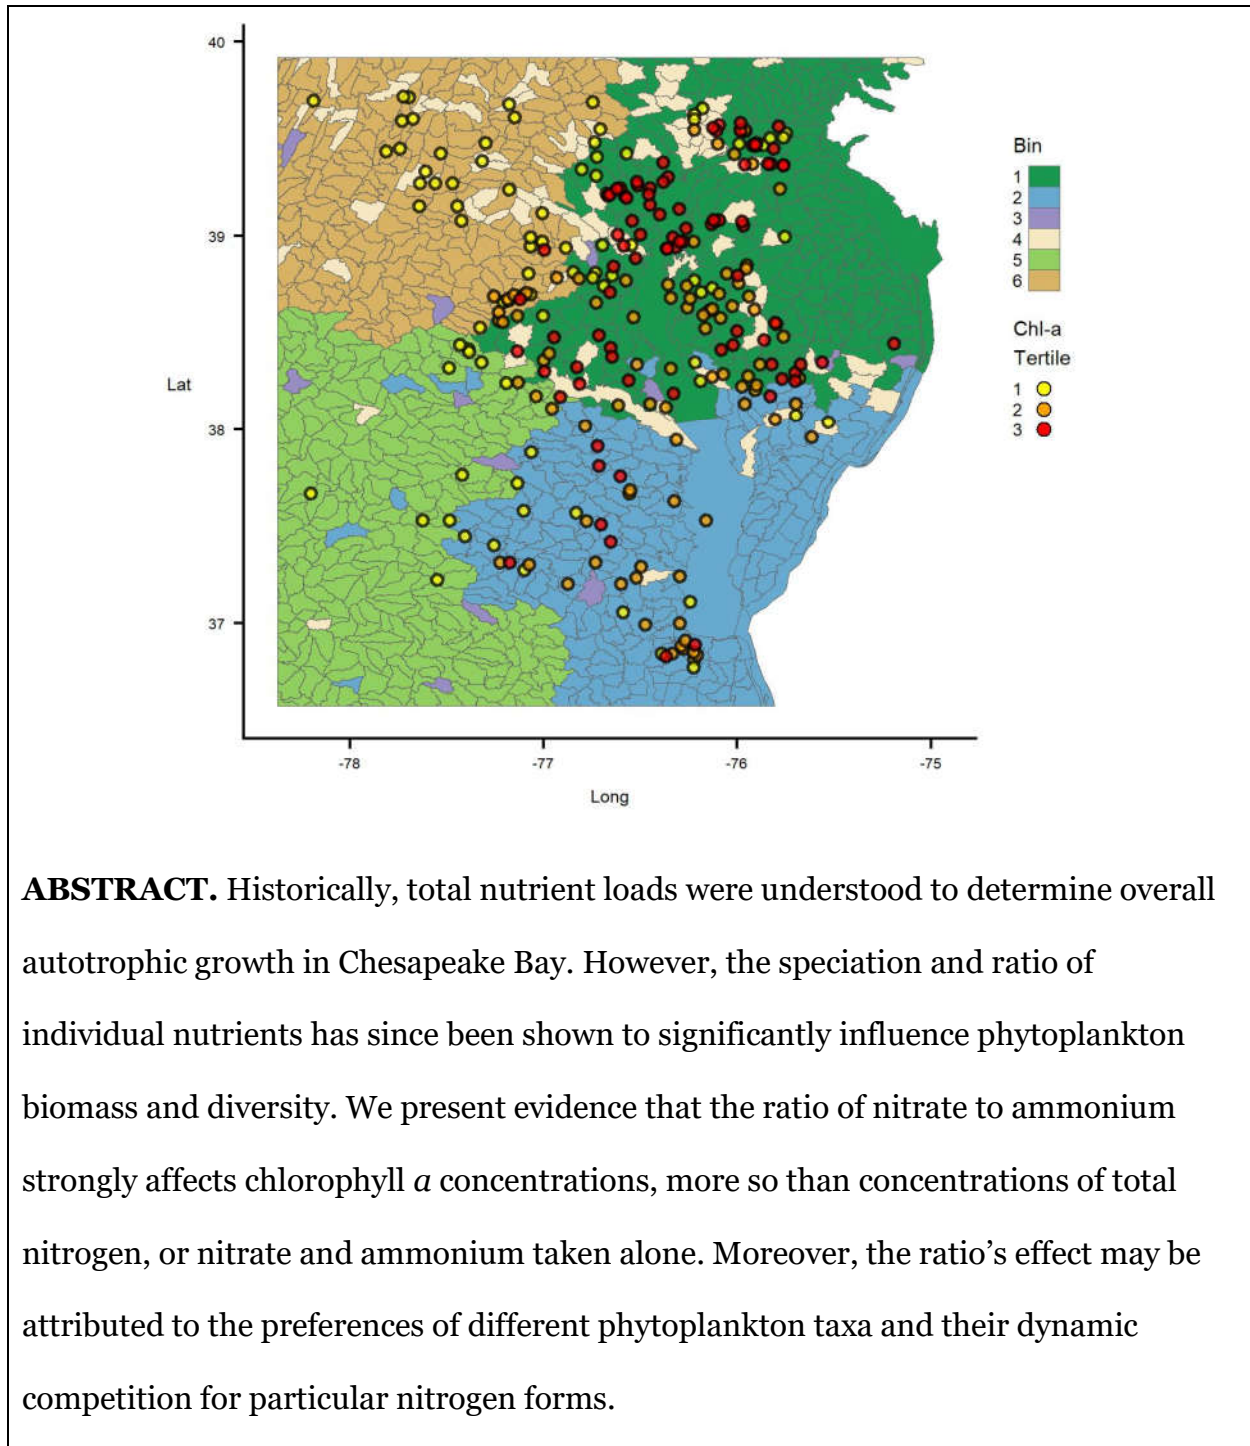 40
39
38
37
Lat
-78
-77
-76
-75
Long
Bin
1
2
3
4
5
6
Chl-a
Tertile
1
2
3
ABSTRACT. Historically, total nutrient loads were understood to determine overall
autotrophic growth in Chesapeake Bay. However, the speciation and ratio of
individual nutrients has since been shown to significantly influence phytoplankton
biomass and diversity. We present evidence that the ratio of nitrate to ammonium
strongly affects chlorophyll a concentrations, more so than concentrations of total
nitrogen, or nitrate and ammonium taken alone. Moreover, the ratio’s effect may be
attributed to the preferences of different phytoplankton taxa and their dynamic
competition for particular nitrogen forms.